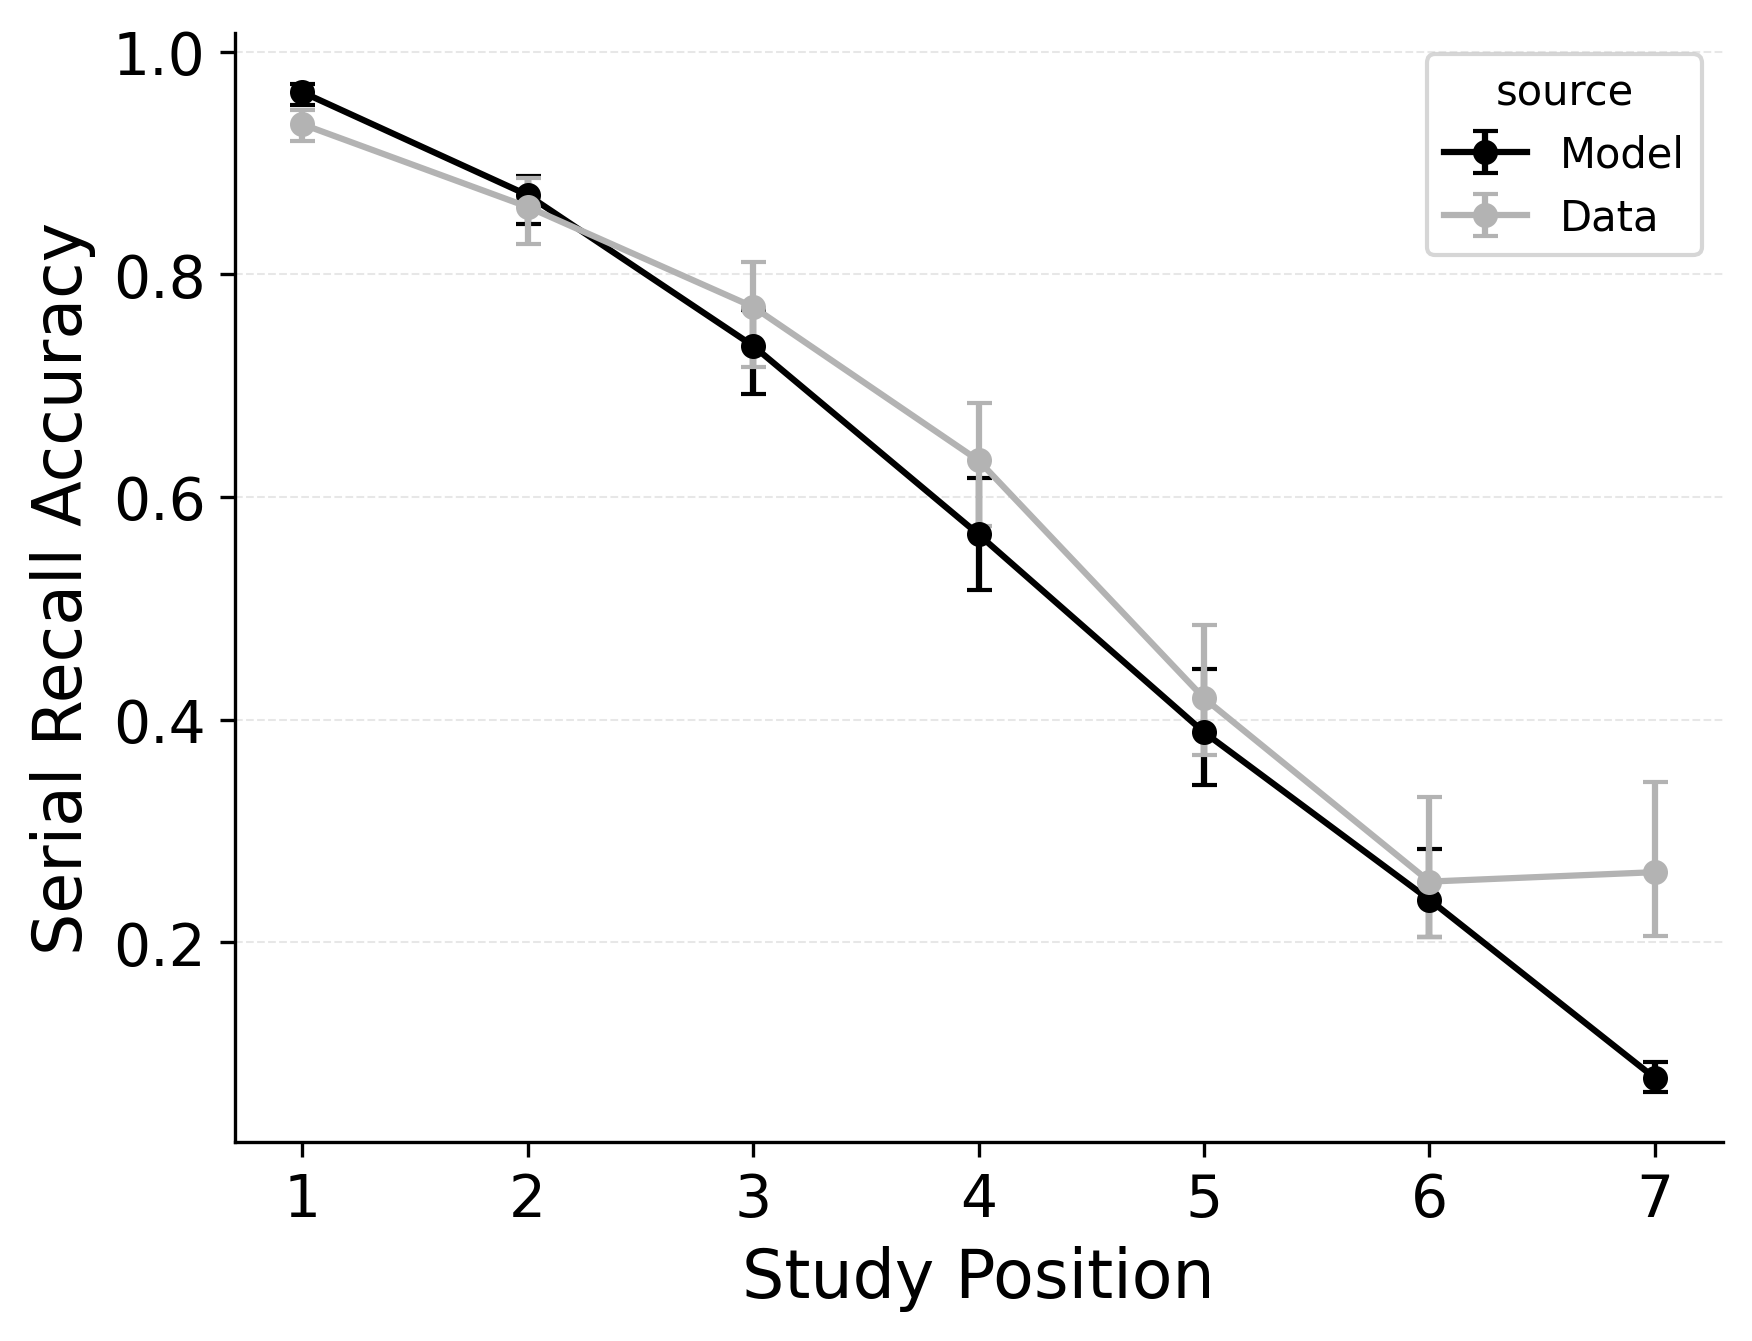 1.0
0.8
0.6
0.4
0.2
Serial Recall Accuracy
source
Model
Data
1 2 3 4 5 6 7
Study Position